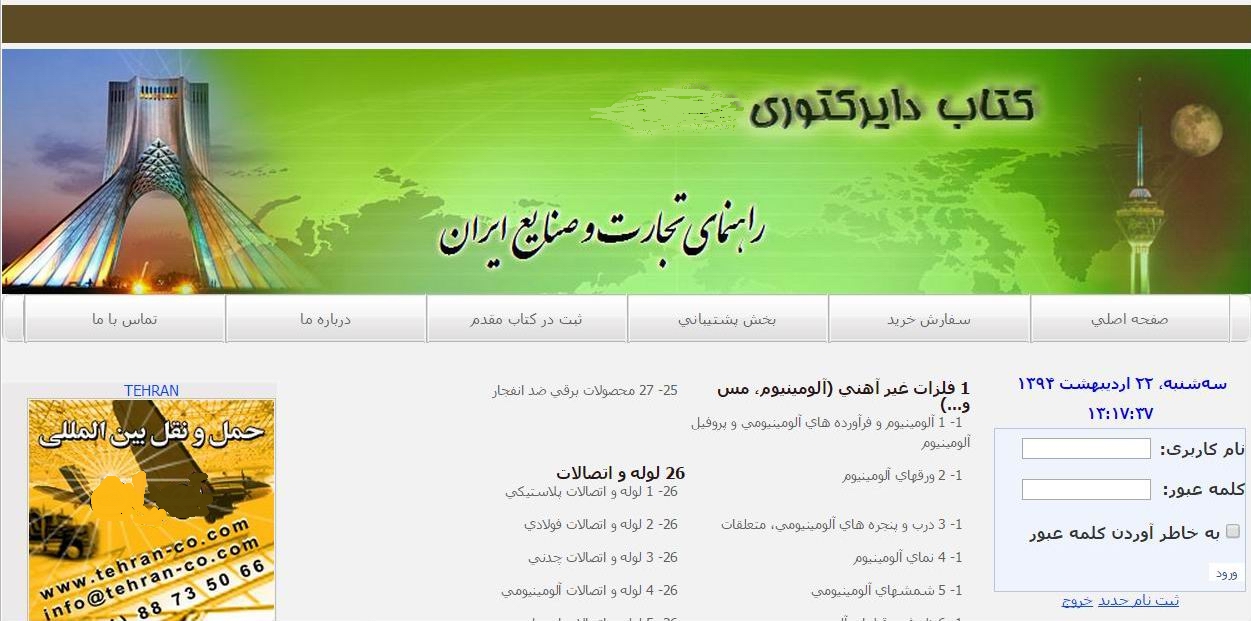 کتاب دایرکتوری
راهنمای تجارت و صنایع ایران
صفحه اصلي
سفارش خريد
بخش پشتيباني
ثبت در کتاب مقدم
درباره ما
تماس با ما
سه‌شنبه، ۲۲ اردیبهشت ۱۳۹۴
۱۳:۱۷:۳۷
نام کاربری:
کلمه عبور:
به خاطر آوردن کلمه عبور
ورود
ثبت نام جدید خروج
1 فلزات غير آهني (آلومينيوم، مس
و...)
1- 1 آلومينيوم و فرآورده هاي آلومينيومي و پروفيل
آلومينيوم
1- 2 ورقهاي آلومينيوم
1- 3 درب و پنجره هاي آلومينيومي، متعلقات
1- 4 نماي آلومينيوم
1- 5 شمشهاي آلومينيومي
25- 27 محصولات برقي ضد انفجار
26 لوله و اتصالات
26- 1 لوله و اتصالات پلاستيکي
26- 2 لوله و اتصالات فولادي
26- 3 لوله و اتصالات چدني
26- 4 لوله و اتصالات آلومينيومي
TEHRAN
حمل و نقل بین المللی
www.tehran-co.com
info@tehran-co.com
88 73 50 66